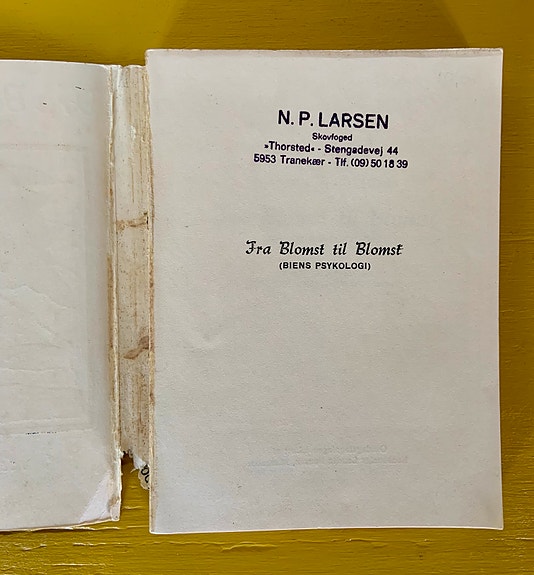 N. P. LARSEN
Skovfoged
»Thorsted« - Stengadevej 44
5953 Tranekær - Tlf. (09) 50 18 39
Fra Blomst til Blomst
(BIENS PSYKOLOGI)